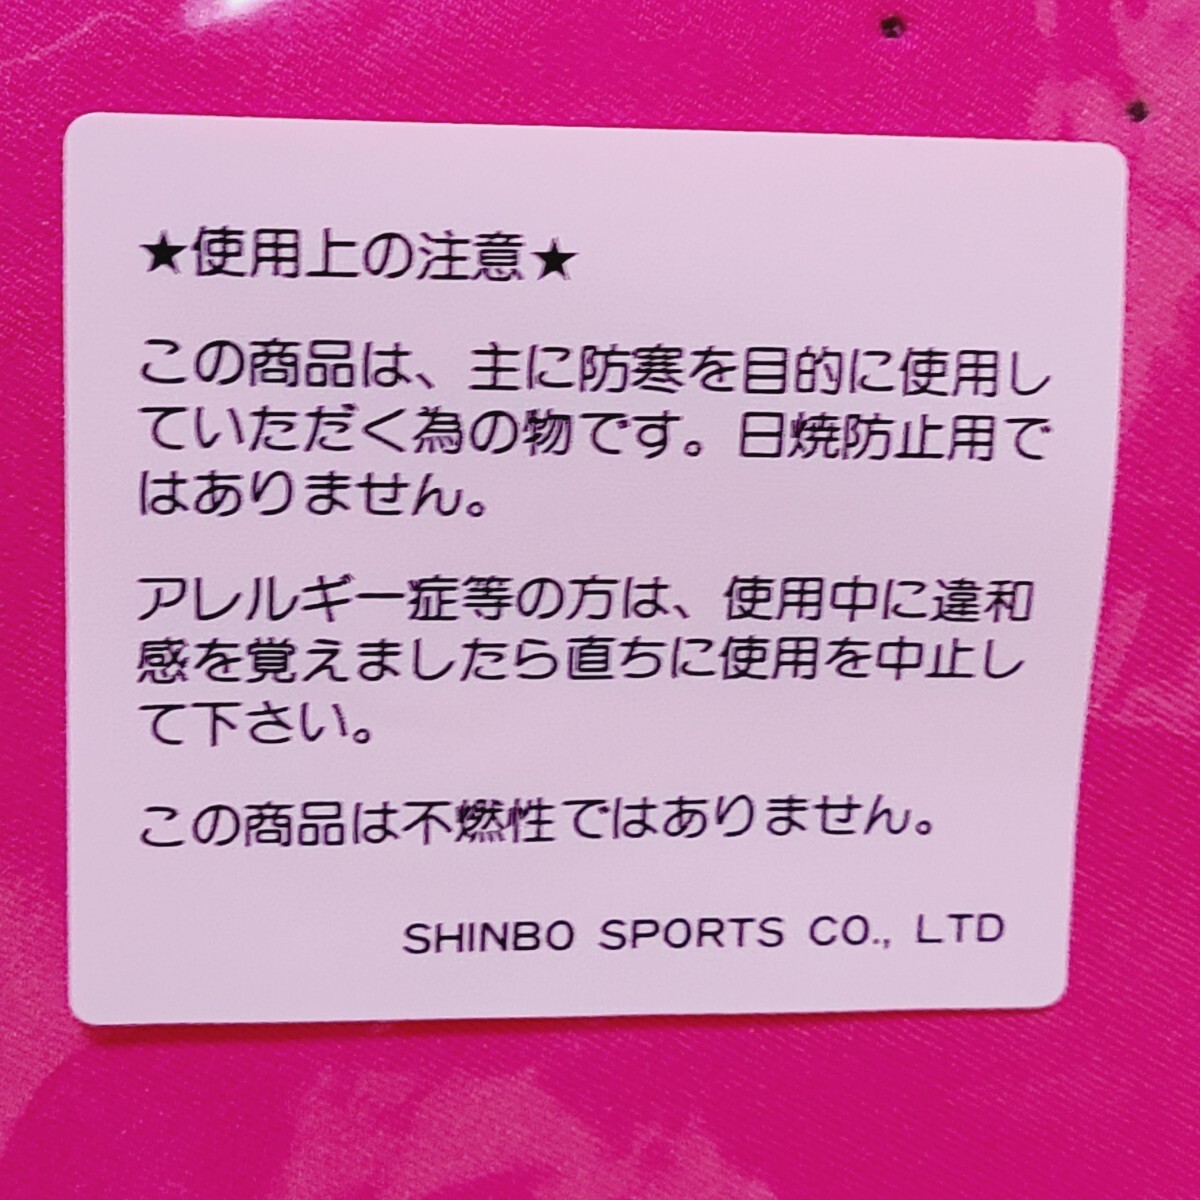 ★使用上の注意★
この商品は、主に防寒を目的に使用し
ていただく為の物です。日焼防止用で
はありません。
アレルギー症等の方は、使用中に違和
感を覚えましたら直ちに使用を中止し
て下さい。
この商品は不燃性ではありません。
SHINBO SPORTS CO., LTD